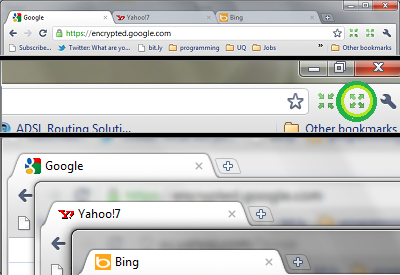 Google Yahoo!7 Bing
https://encrypted.google.com
Subscribe... Twitter: What are yo... bit.ly programming UQ Jobs » Other bookmarks
ADSL Routing Soluti... Other bookmarks
Google
Yahoo!7
Bing